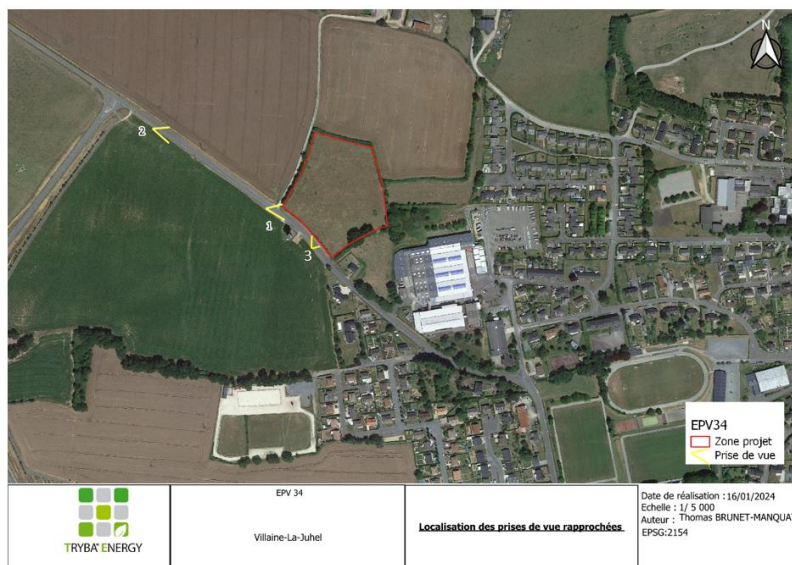 N
2
1
3
EPV34
Zone projet
Prise de vue
TRYBA ENERGY
EPV 34
Villaine-La-Juhel
Localisation des prises de vue rapprochées
Date de réalisation : 16/01/2024
Echelle : 1/ 5 000
Auteur : Thomas BRUNET-MANQUAT
EPSG:2154